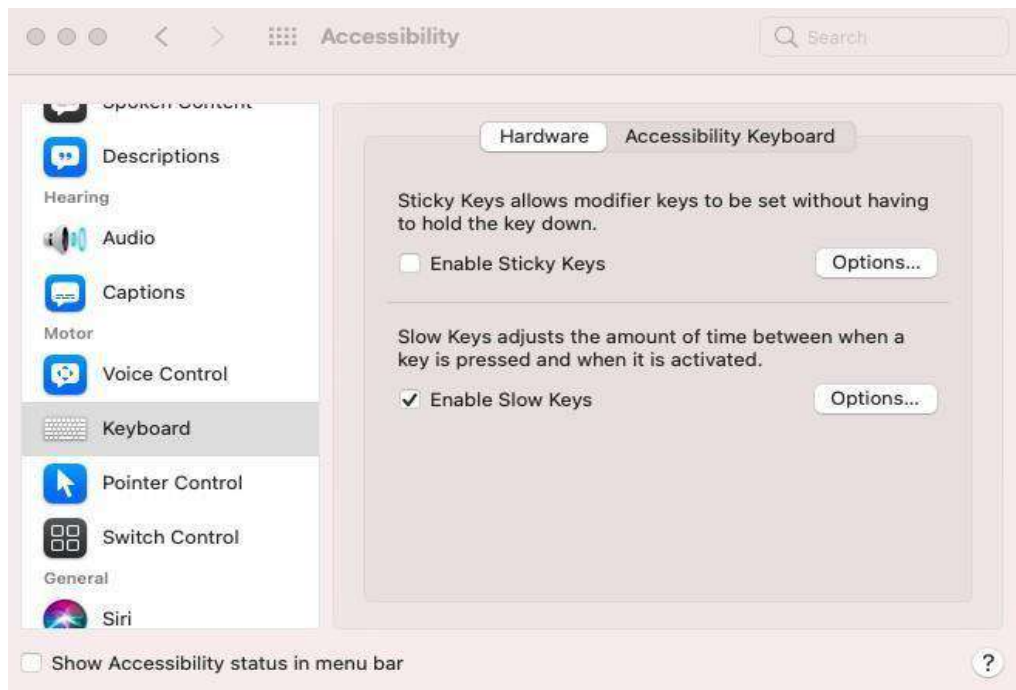 Accessibility
Search
Spoken Content
Descriptions
Hearing
Audio
Captions
Motor
Voice Control
Keyboard
Pointer Control
Switch Control
General
Siri
Hardware
Accessibility Keyboard
Sticky Keys allows modifier keys to be set without having
to hold the key down.
Enable Sticky Keys
Options...
Slow Keys adjusts the amount of time between when a
key is pressed and when it is activated.
Enable Slow Keys
Options...
Show Accessibility status in menu bar
?